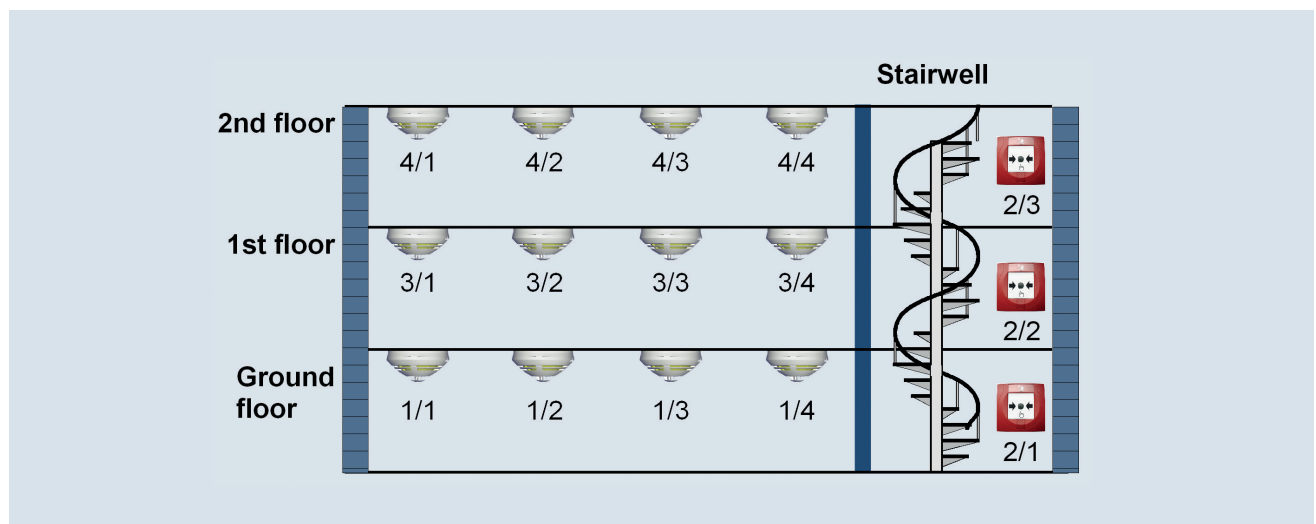 Stairwell
2nd floor
4/1 4/2 4/3 4/4
2/3
1st floor
3/1 3/2 3/3 3/4
2/2
Ground
floor
1/1 1/2 1/3 1/4
2/1